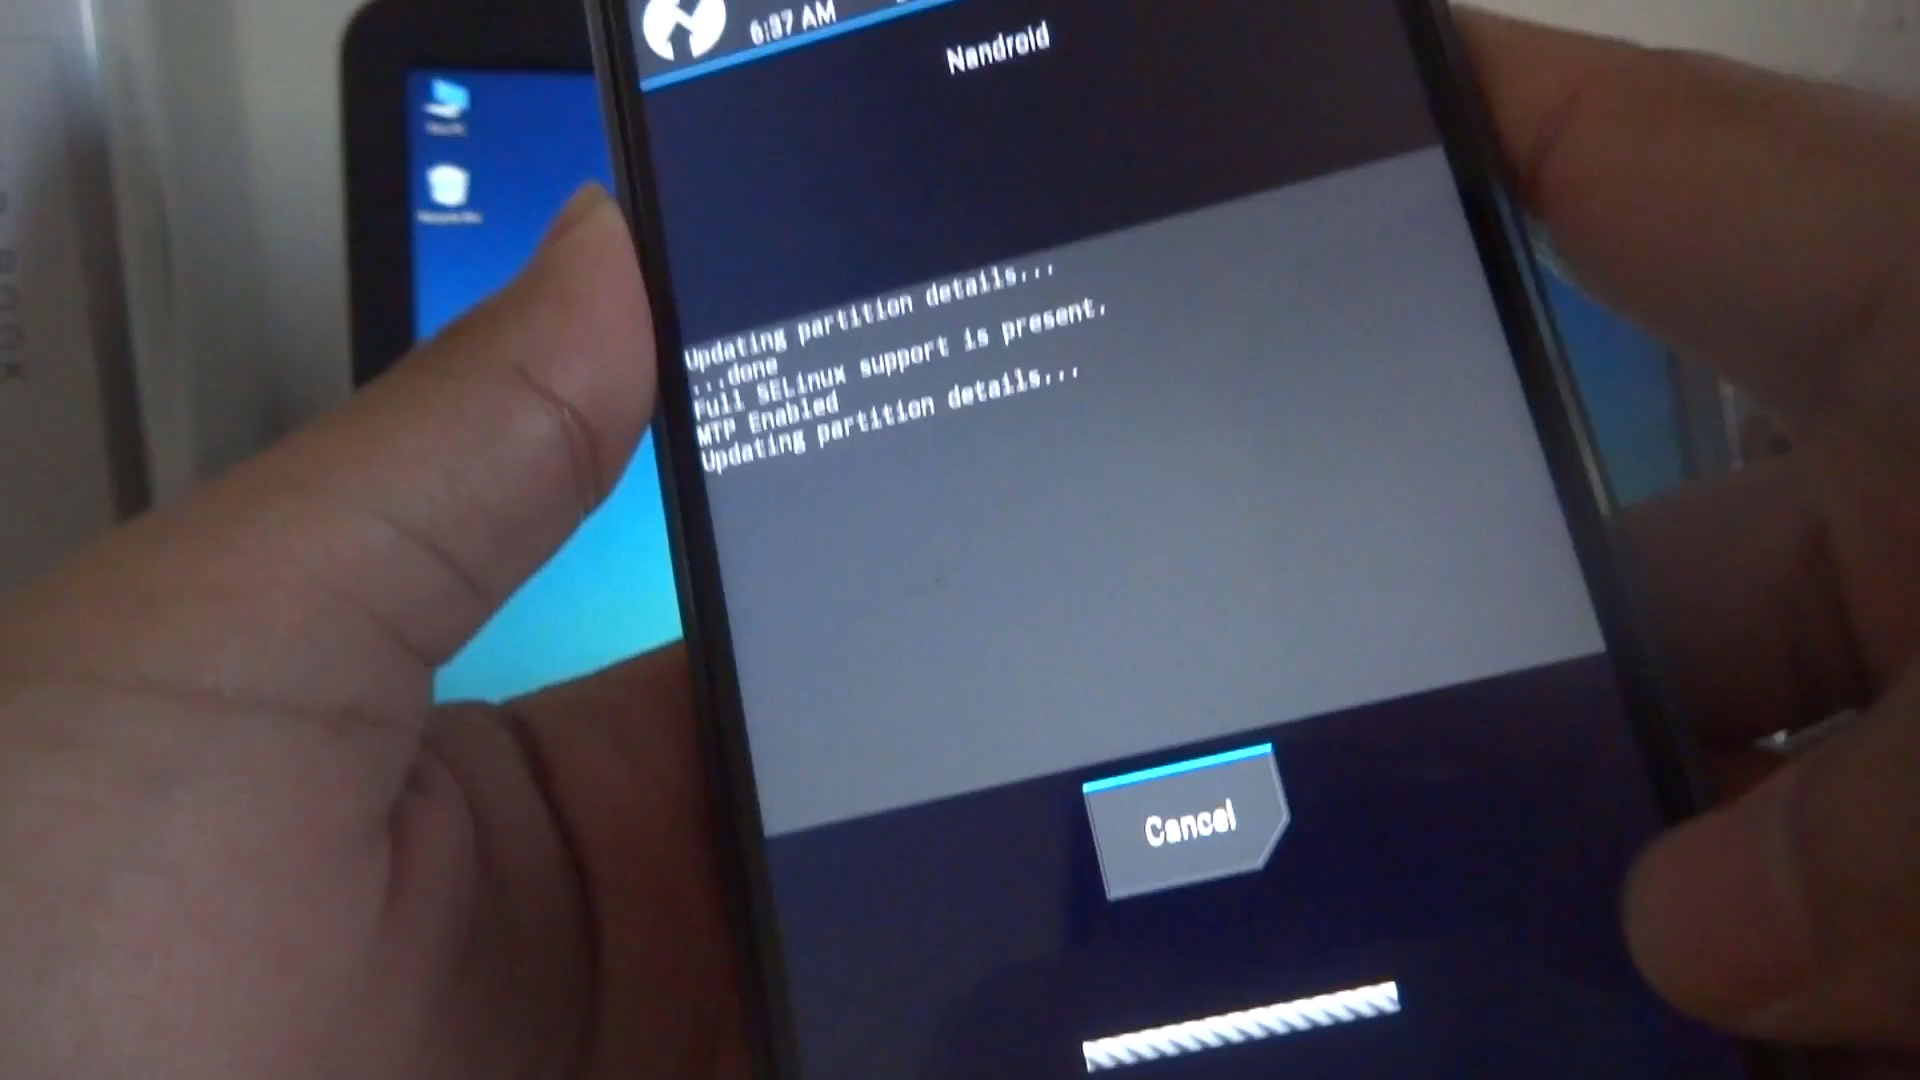 6:37 AM
Nandroid
Updating partition details...
...done
Full SELinux support is present.
MTP Enabled
Updating partition details...
Cancel